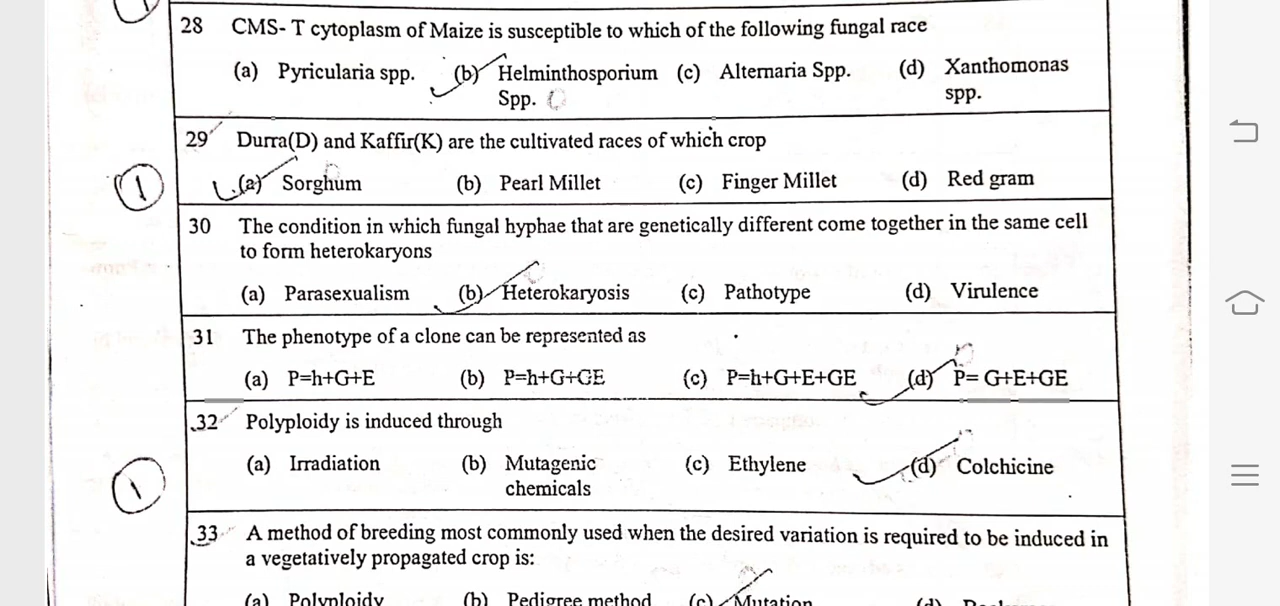 28 CMS- T cytoplasm of Maize is susceptible to which of the following fungal race
(a) Pyricularia spp. (b) Helminthosporium (c) Alternaria Spp. (d) Xanthomonas
Spp. spp.
29 Durra(D) and Kaffir(K) are the cultivated races of which crop
1 (a) Sorghum (b) Pearl Millet (c) Finger Millet (d) Red gram
30 The condition in which fungal hyphae that are genetically different come together in the same cell
to form heterokaryons
(a) Parasexualism (b) Heterokaryosis (c) Pathotype (d) Virulence
31 The phenotype of a clone can be represented as
(a) P=h+G+E (b) P=h+G+GE (c) P=h+G+E+GE (d) P= G+E+GE
32 Polyploidy is induced through
1 (a) Irradiation (b) Mutagenic (c) Ethylene (d) Colchicine
chemicals
33 A method of breeding most commonly used when the desired variation is required to be induced in
a vegetatively propagated crop is:
(a) Polyploidy (b) Pedigree method (c) Mutation (d)